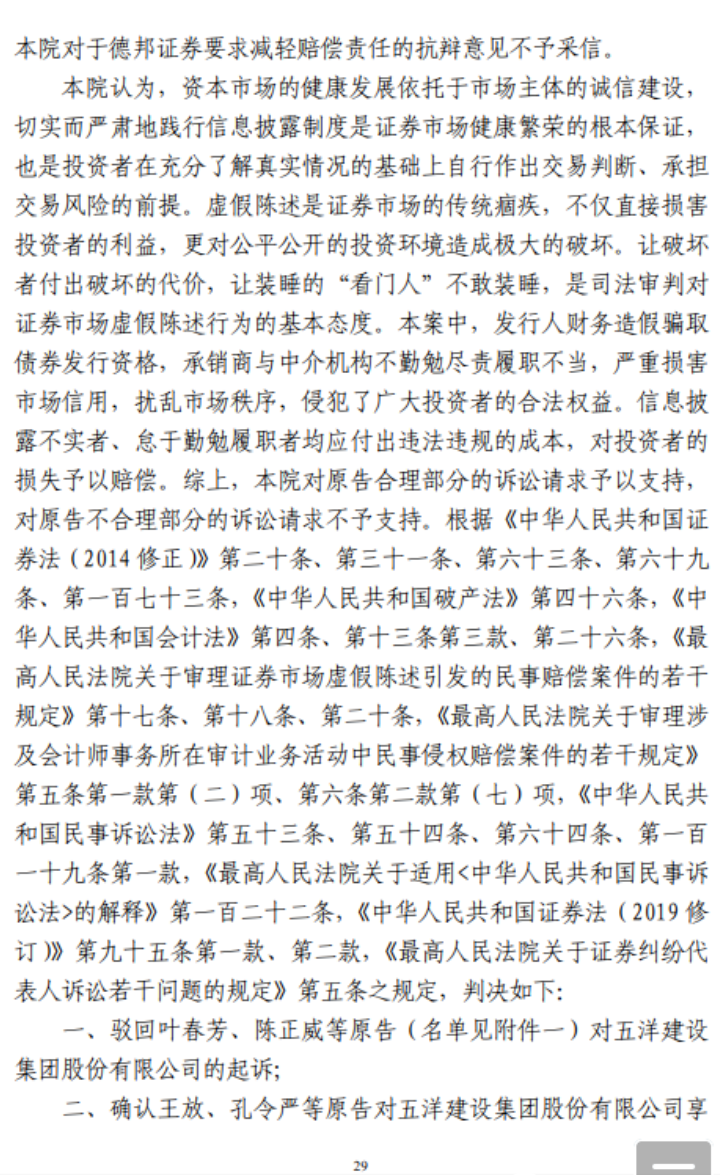 本院对于德邦证券要求减轻赔偿责任的抗辩意见不予采信。
本院认为，资本市场的健康发展依托于市场主体的诚信建设，
切实而严肃地践行信息披露制度是证券市场健康繁荣的根本保证，
也是投资者在充分了解真实情况的基础上自行作出交易判断、承担
交易风险的前提。虚假陈述是证券市场的传统痼疾，不仅直接损害
投资者的利益，更对公平公开的投资环境造成极大的破坏。让破坏
者付出破坏的代价，让装睡的“看门人”不敢装睡，是司法审判对
证券市场虚假陈述行为的基本态度。本案中，发行人财务造假骗取
债券发行资格，承销商与中介机构不勤勉尽责履职不当，严重损害
市场信用，扰乱市场秩序，侵犯了广大投资者的合法权益。信息披
露不实者、怠于勤勉履职者均应付出违法违规的成本，对投资者的
损失予以赔偿。综上，本院对原告合理部分的诉讼请求予以支持，
对原告不合理部分的诉讼请求不予支持。根据《中华人民共和国证
券法（2014 修正）》第二十条、第三十一条、第六十三条、第六十九
条、第一百七十三条，《中华人民共和国破产法》第四十六条，《中
华人民共和国会计法》第四条、第十三条第三款、第二十六条，《最
高人民法院关于审理证券市场虚假陈述引发的民事赔偿案件的若干
规定》第十七条、第十八条、第二十条，《最高人民法院关于审理涉
及会计师事务所在审计业务活动中民事侵权赔偿案件的若干规定》
第五条第一款第（二）项、第六条第二款第（七）项，《中华人民共
和国民事诉讼法》第五十三条、第五十四条、第六十四条、第一百
一十九条第一款，《最高人民法院关于适用<中华人民共和国民事诉
讼法>的解释》第一百二十二条，《中华人民共和国证券法（2019 修
订）》第九十五条第一款、第二款，《最高人民法院关于证券纠纷代
表人诉讼若干问题的规定》第五条之规定，判决如下：
一、驳回叶春芳、陈正威等原告（名单见附件一）对五洋建设
集团股份有限公司的起诉；
二、确认王放、孔令严等原告对五洋建设集团股份有限公司享
29